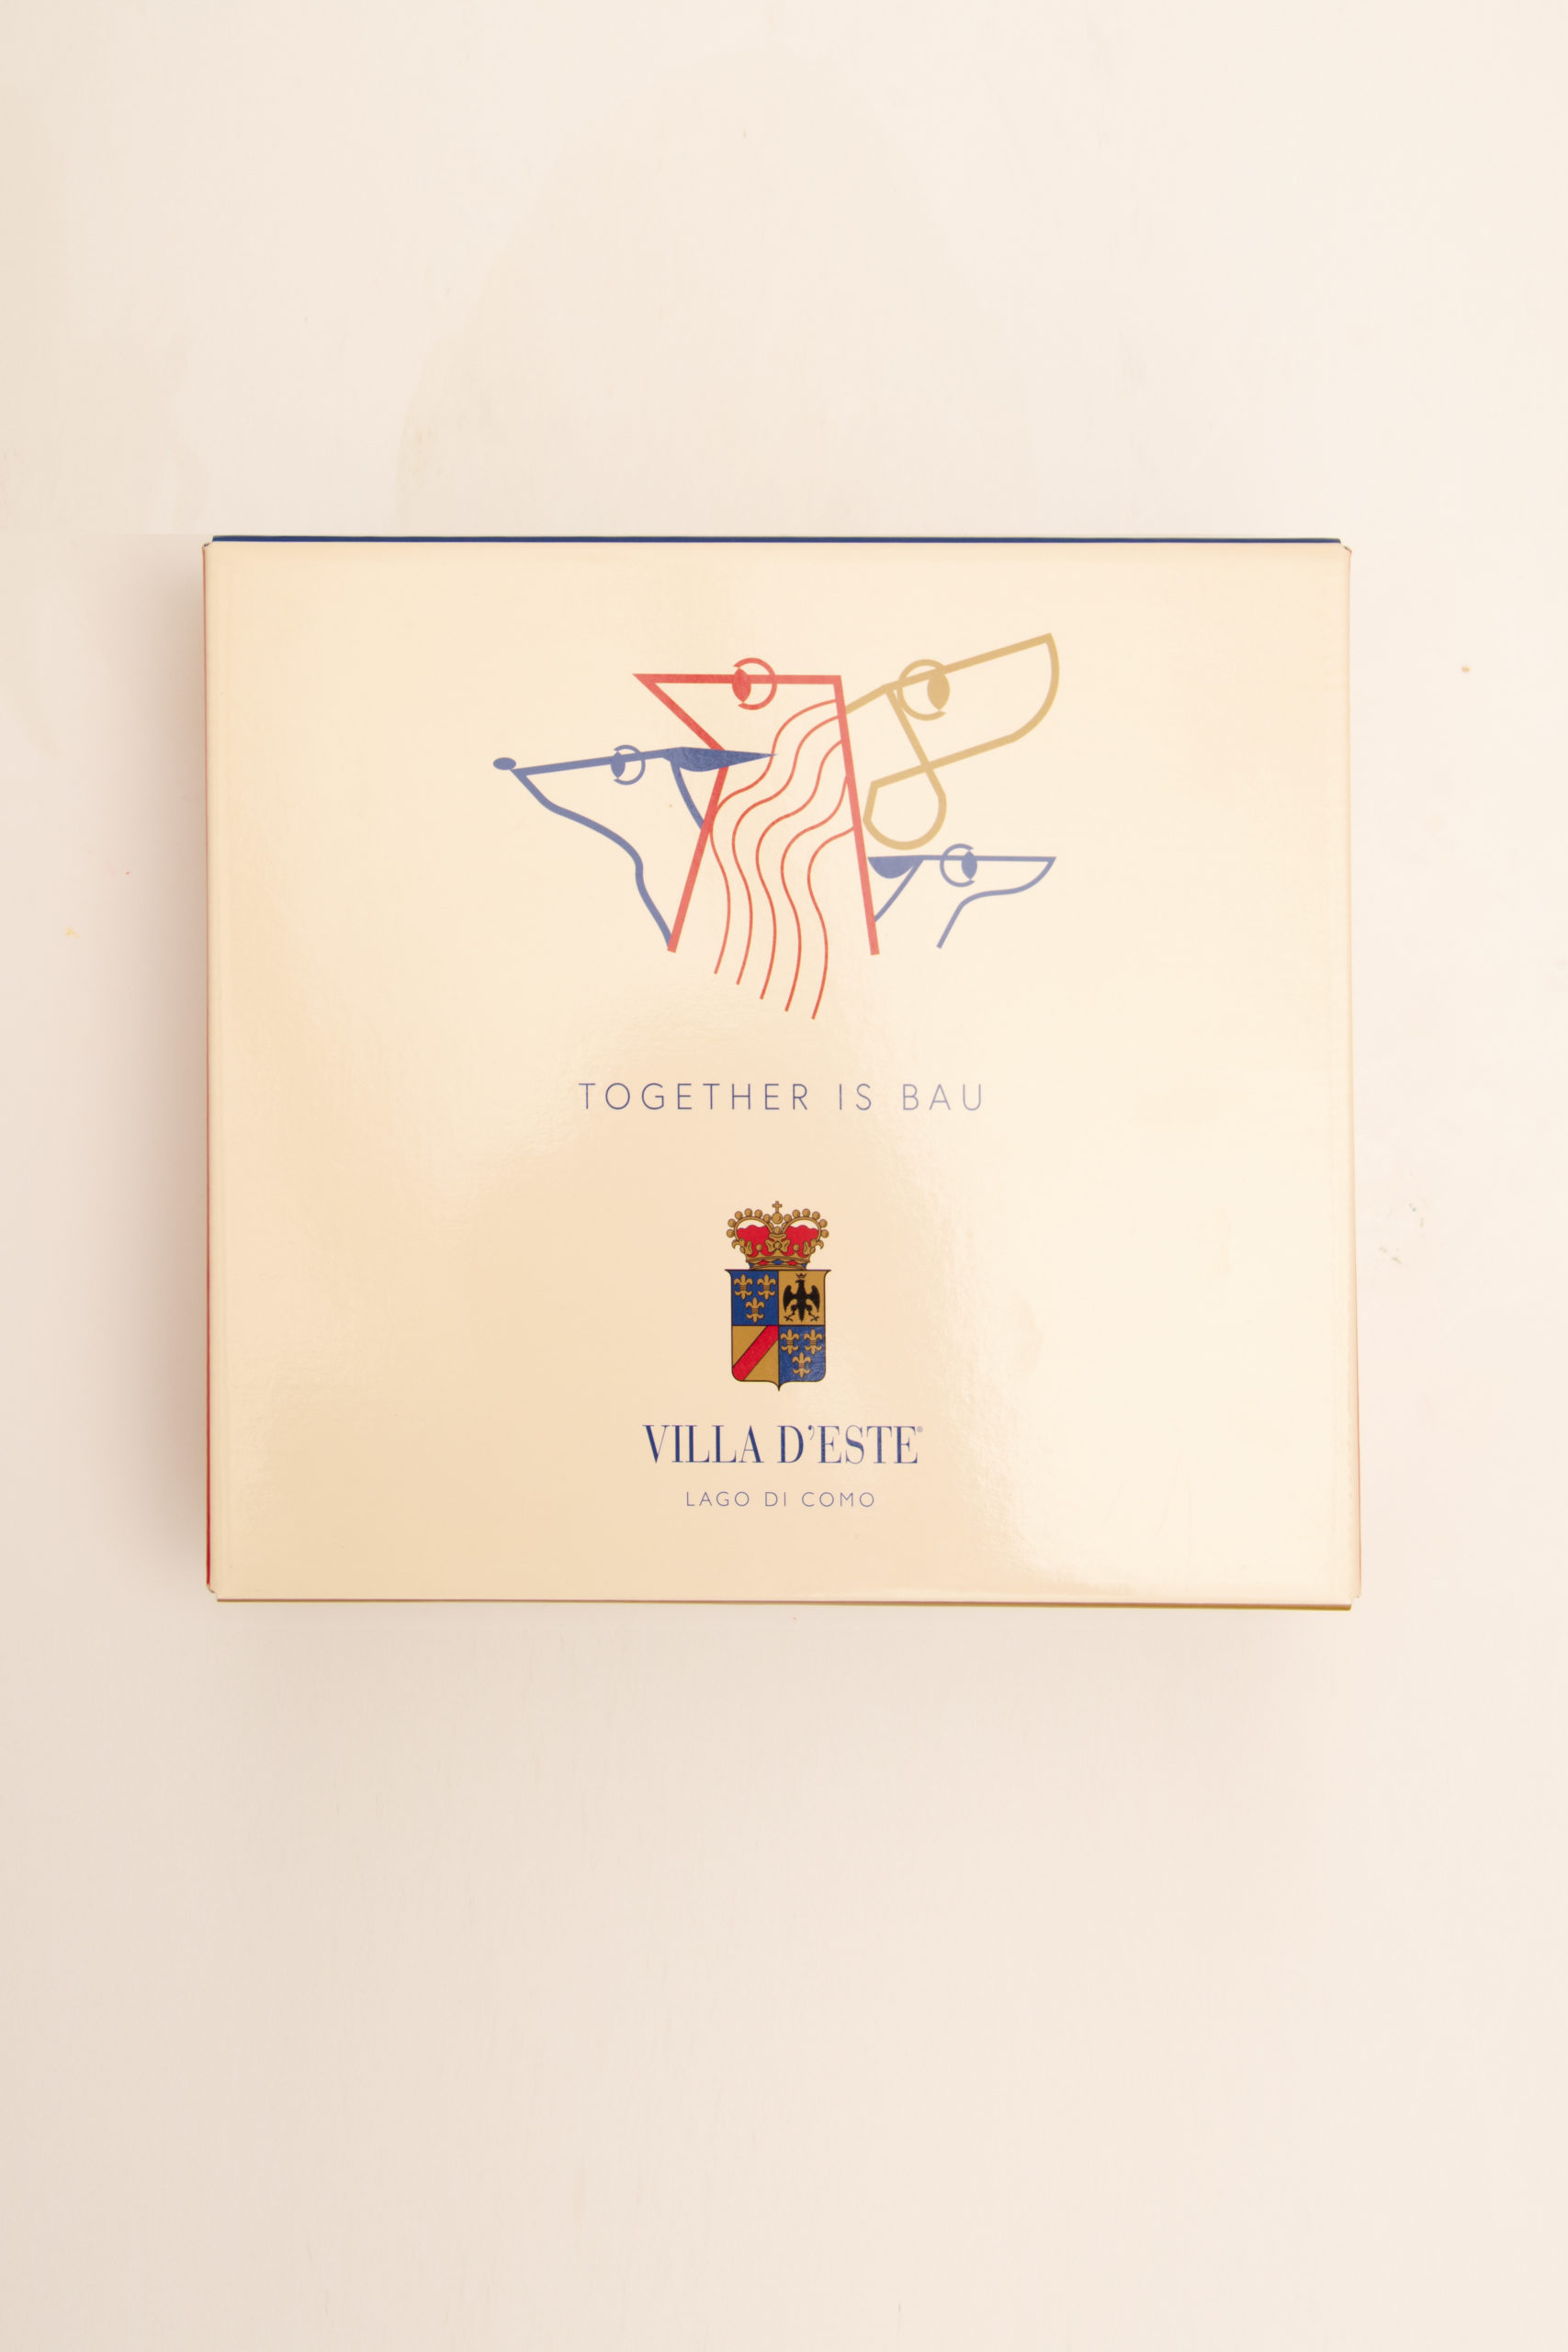 TOGETHER IS BAU
VILLA D'ESTE®
LAGO DI COMO